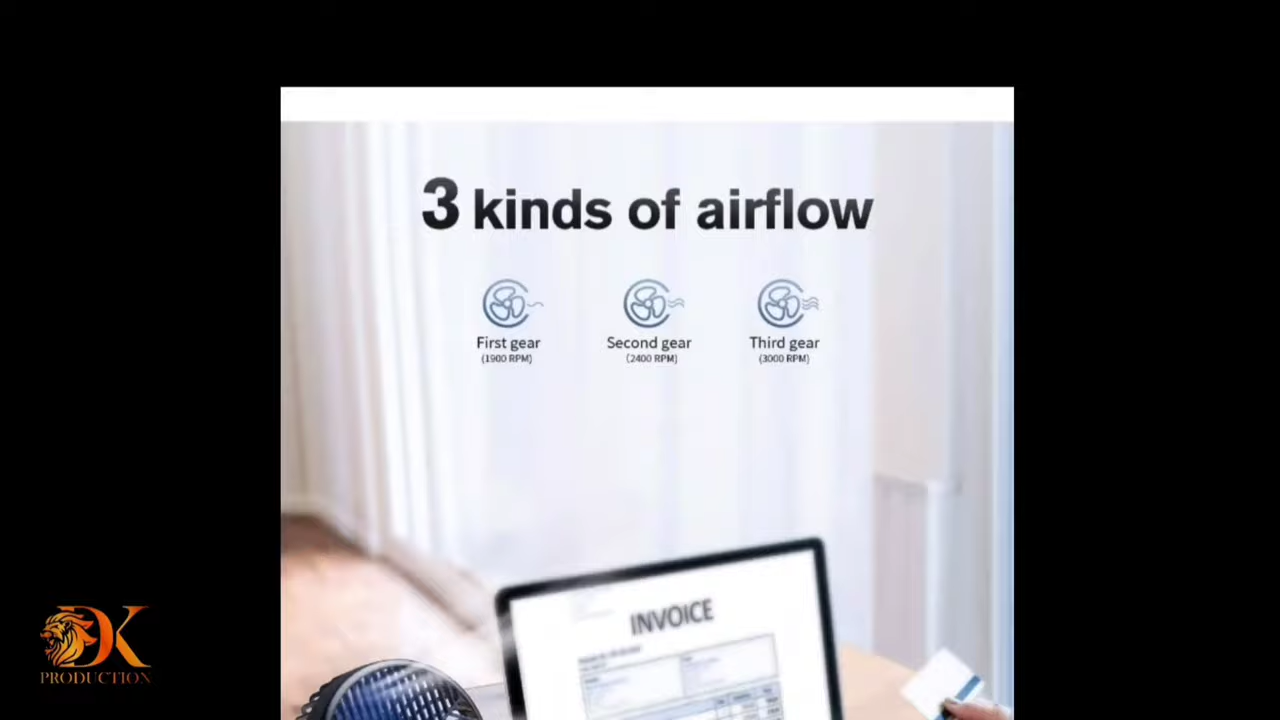 3 kinds of airflow
First gear
(1900 RPM)
Second gear
(2400 RPM)
Third gear
(3000 RPM)
INVOICE
DK
PRODUCTION